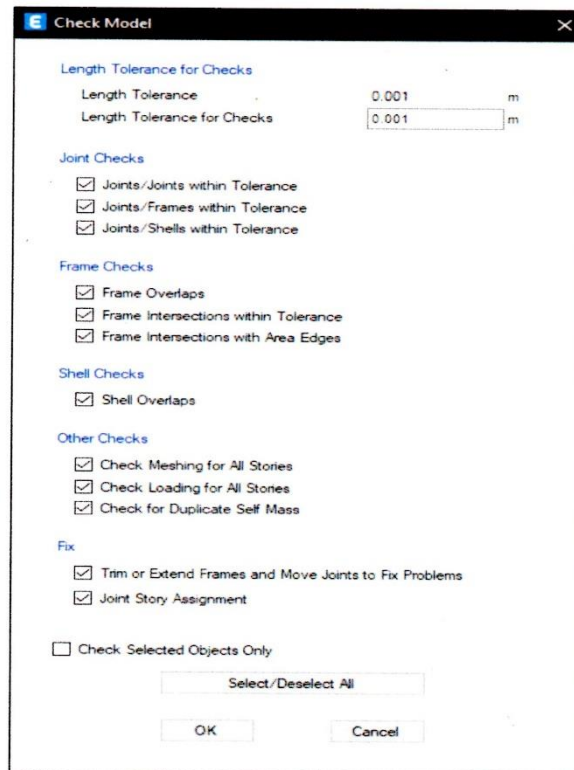 E Check Model
Length Tolerance for Checks
Length Tolerance 0.001 m
Length Tolerance for Checks 0.001 m
Joint Checks
Joints/Joints within Tolerance
Joints/Frames within Tolerance
Joints/Shells within Tolerance
Frame Checks
Frame Overlaps
Frame Intersections within Tolerance
Frame Intersections with Area Edges
Shell Checks
Shell Overlaps
Other Checks
Check Meshing for All Stories
Check Loading for All Stories
Check for Duplicate Self Mass
Fix
Trim or Extend Frames and Move Joints to Fix Problems
Joint Story Assignment
Check Selected Objects Only
Select/Deselect All
OK Cancel